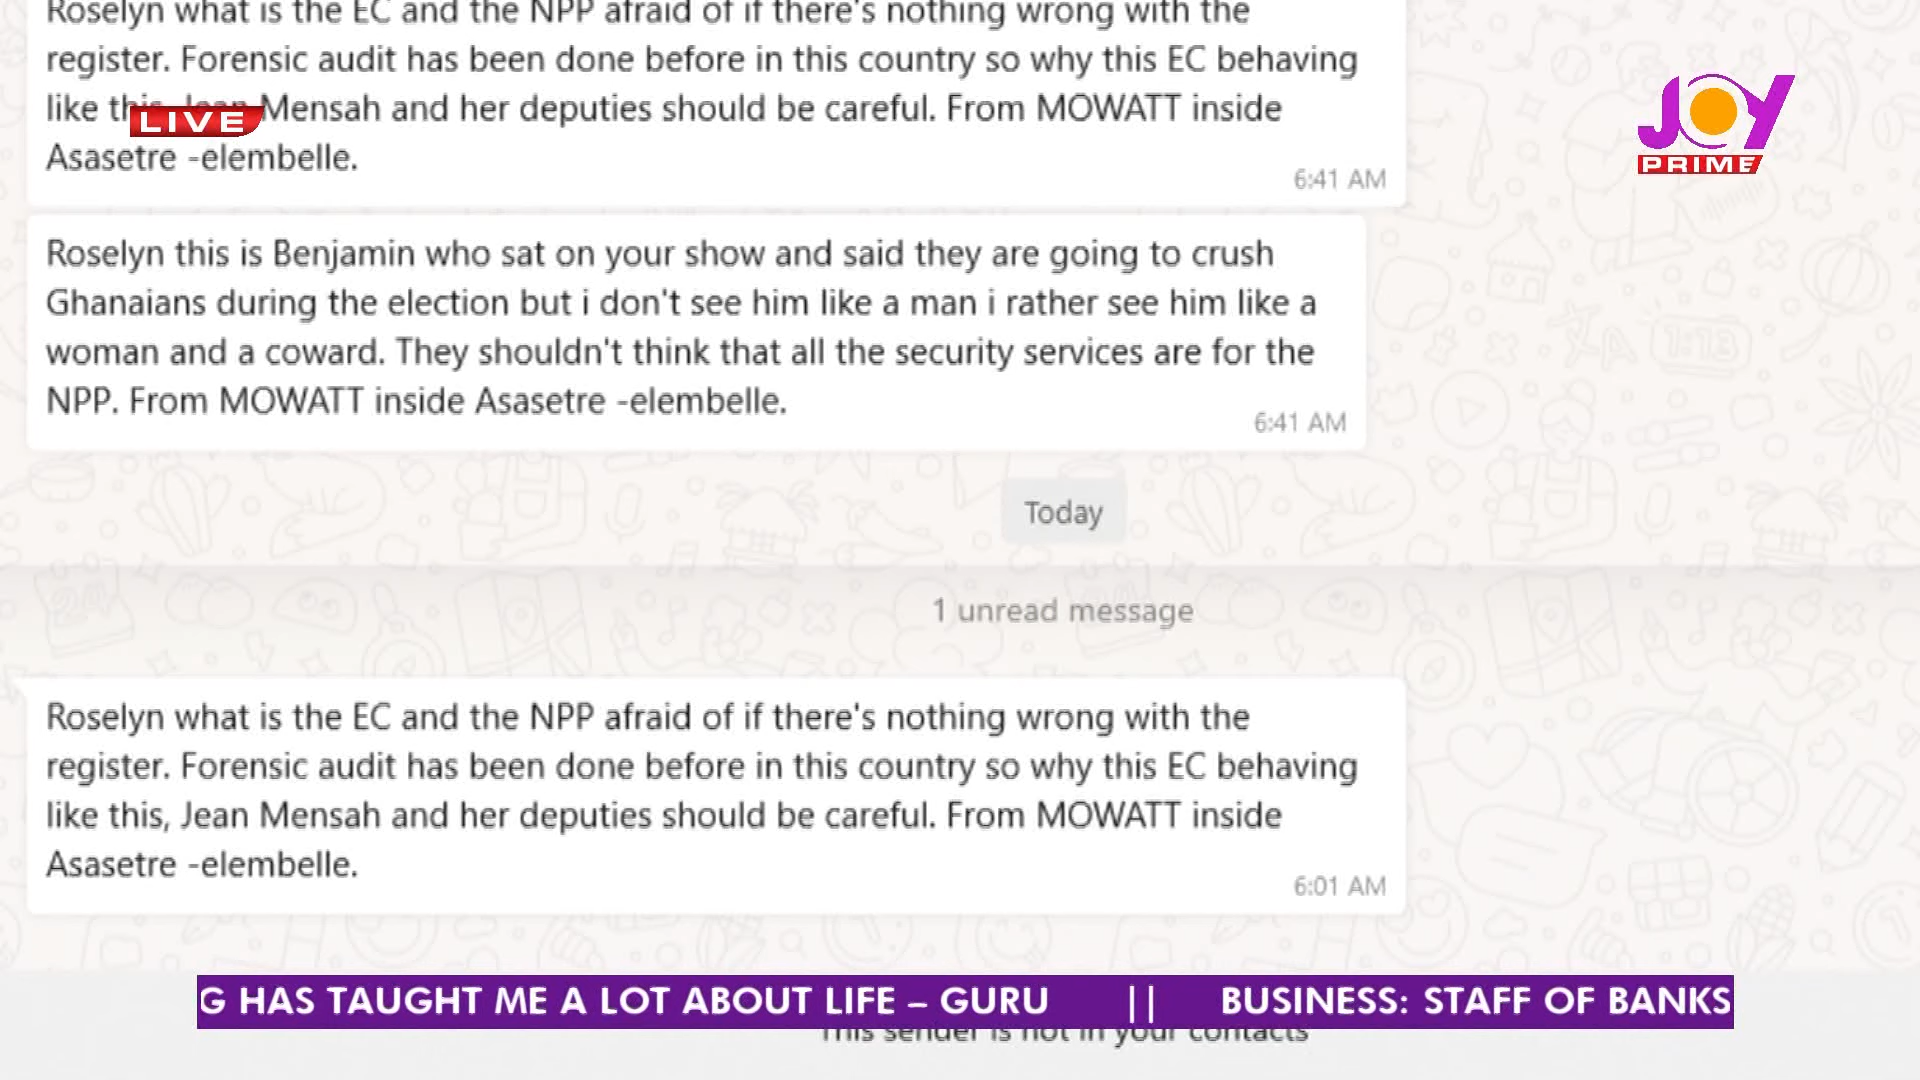 Roselyn what is the EC and the NPP afraid of if there's nothing wrong with the
register. Forensic audit has been done before in this country so why this EC behaving
like this, Jean Mensah and her deputies should be careful. From MOWATT inside
LIVE
Asasetre -elembelle.
6:41 AM
JOY
PRIME
Roselyn this is Benjamin who sat on your show and said they are going to crush
Ghanaians during the election but i don't see him like a man i rather see him like a
woman and a coward. They shouldn't think that all the security services are for the
NPP. From MOWATT inside Asasetre -elembelle.
6:41 AM
Today
1 unread message
Roselyn what is the EC and the NPP afraid of if there's nothing wrong with the
register. Forensic audit has been done before in this country so why this EC behaving
like this, Jean Mensah and her deputies should be careful. From MOWATT inside
Asasetre -elembelle.
6:01 AM
G HAS TAUGHT ME A LOT ABOUT LIFE – GURU || BUSINESS: STAFF OF BANKS
This sender is not in your contacts